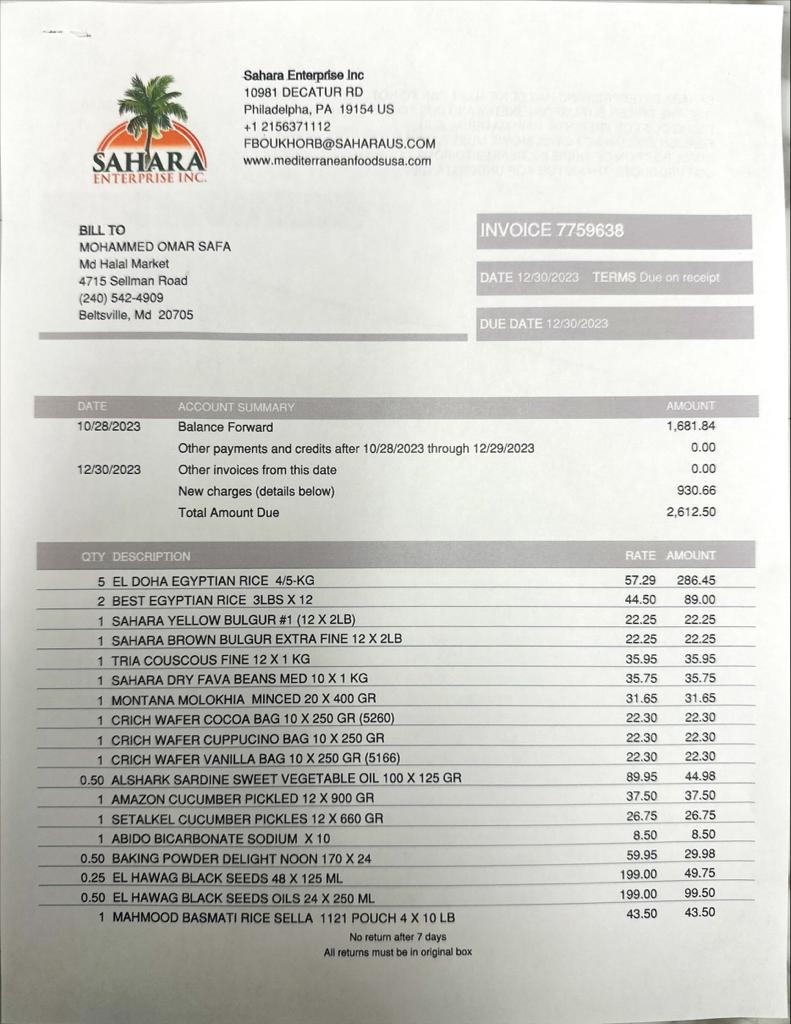 SAHARA
ENTERPRISE INC.
Sahara Enterprise Inc
10981 DECATUR RD
Philadelpha, PA 19154 US
+1 2156371112
FBOUKHORB@SAHARAUS.COM
www.mediterraneanfoodsusa.com
BILL TO
MOHAMMED OMAR SAFA
Md Halal Market
4715 Sellman Road
(240) 542-4909
Beltsville, Md 20705
INVOICE 7759638
DATE 12/30/2023 TERMS Due on receipt
DUE DATE 12/30/2023
DATE ACCOUNT SUMMARY AMOUNT
10/28/2023 Balance Forward 1,681.84
Other payments and credits after 10/28/2023 through 12/29/2023 0.00
12/30/2023 Other invoices from this date 0.00
New charges (details below) 930.66
Total Amount Due 2,612.50
QTY DESCRIPTION RATE AMOUNT
5 EL DOHA EGYPTIAN RICE 4/5-KG 57.29 286.45
2 BEST EGYPTIAN RICE 3LBS X 12 44.50 89.00
1 SAHARA YELLOW BULGUR #1 (12 X 2LB) 22.25 22.25
1 SAHARA BROWN BULGUR EXTRA FINE 12 X 2LB 22.25 22.25
1 TRIA COUSCOUS FINE 12 X 1 KG 35.95 35.95
1 SAHARA DRY FAVA BEANS MED 10 X 1 KG 35.75 35.75
1 MONTANA MOLOKHIA MINCED 20 X 400 GR 31.65 31.65
1 CRICH WAFER COCOA BAG 10 X 250 GR (5260) 22.30 22.30
1 CRICH WAFER CUPPUCINO BAG 10 X 250 GR 22.30 22.30
1 CRICH WAFER VANILLA BAG 10 X 250 GR (5166) 22.30 22.30
0.50 ALSHARK SARDINE SWEET VEGETABLE OIL 100 X 125 GR 89.95 44.98
1 AMAZON CUCUMBER PICKLED 12 X 900 GR 37.50 37.50
1 SETALKEL CUCUMBER PICKLES 12 X 660 GR 26.75 26.75
1 ABIDO BICARBONATE SODIUM X 10 8.50 8.50
0.50 BAKING POWDER DELIGHT NOON 170 X 24 59.95 29.98
0.25 EL HAWAG BLACK SEEDS 48 X 125 ML 199.00 49.75
0.50 EL HAWAG BLACK SEEDS OILS 24 X 250 ML 199.00 99.50
1 MAHMOOD BASMATI RICE SELLA 1121 POUCH 4 X 10 LB 43.50 43.50
No return after 7 days
All returns must be in original box